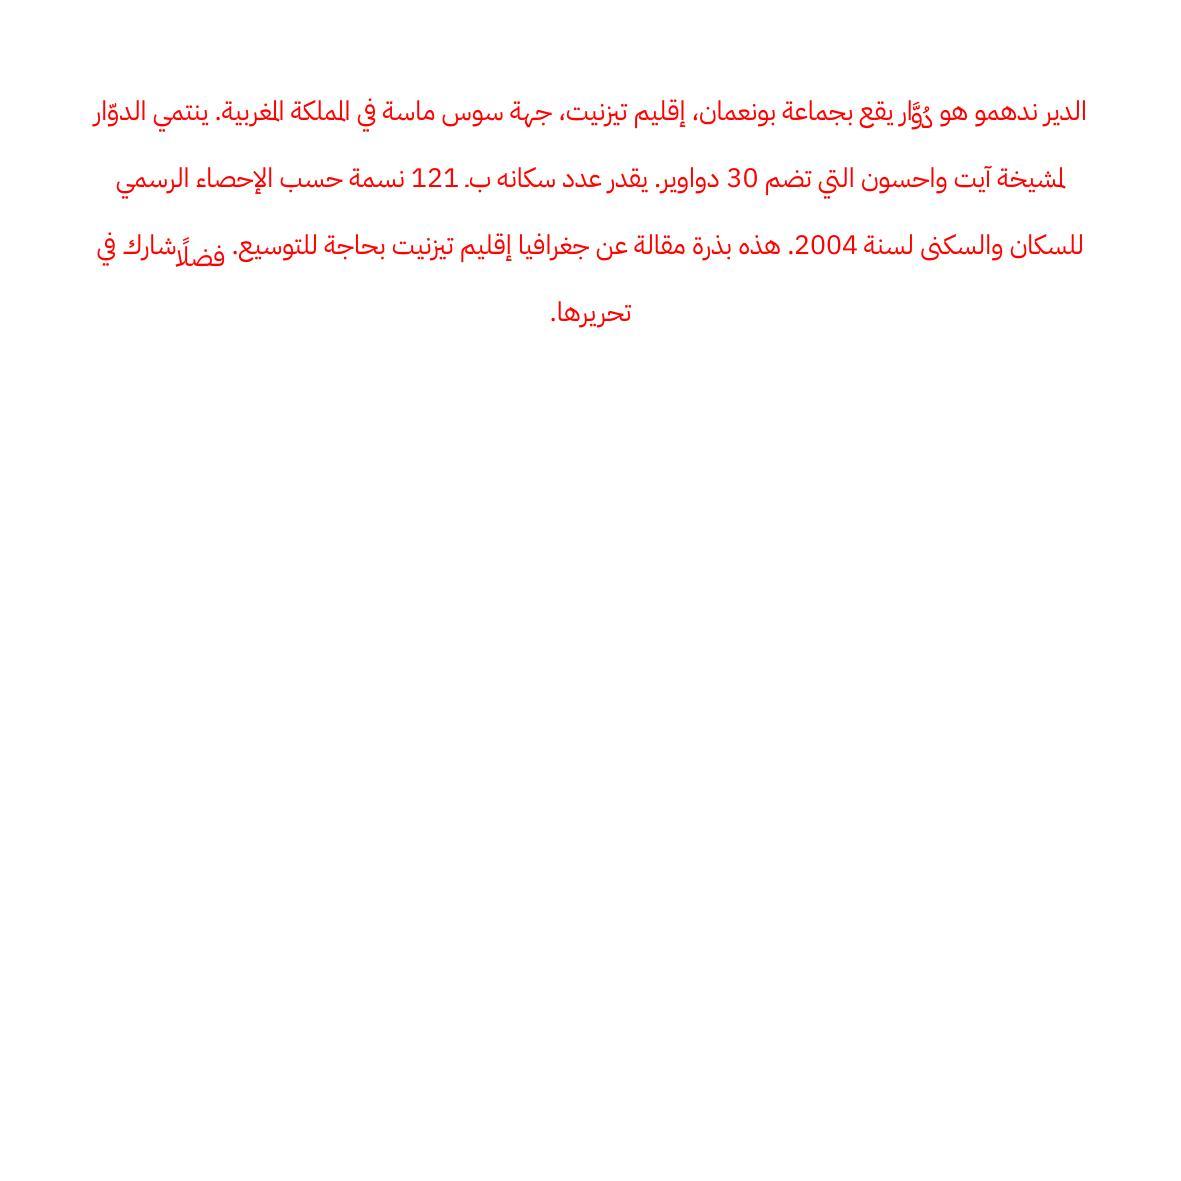 الدير ندهمو هو دُوَّار يقع بجماعة بونعمان، إقليم تيزنيت، جهة سوس ماسة في المملكة المغربية. ينتمي الدوّار
لمشيخة آيت واحسون التي تضم 30 دواوير. يقدر عدد سكانه بـ 121 نسمة حسب الإحصاء الرسمي
للسكان والسكنى لسنة 2004. هذه بذرة مقالة عن جغرافيا إقليم تيزنيت بحاجة للتوسيع. فضلًا شارك في
تحريرها.